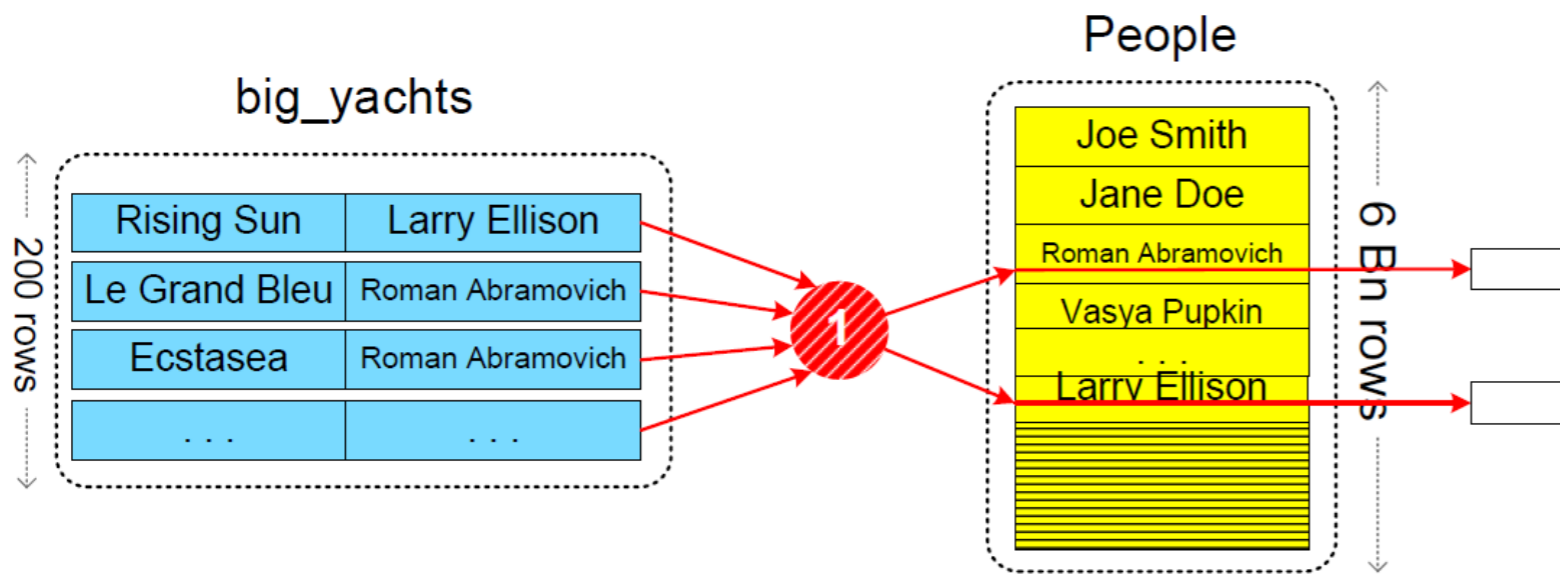 People
big_yachts
200 rows
Rising Sun Larry Ellison
Le Grand Bleu Roman Abramovich
Ecstasea Roman Abramovich
. . . . . .
1
Joe Smith
Jane Doe
Roman Abramovich
Vasya Pupkin
. . .
Larry Ellison
6 Bn rows